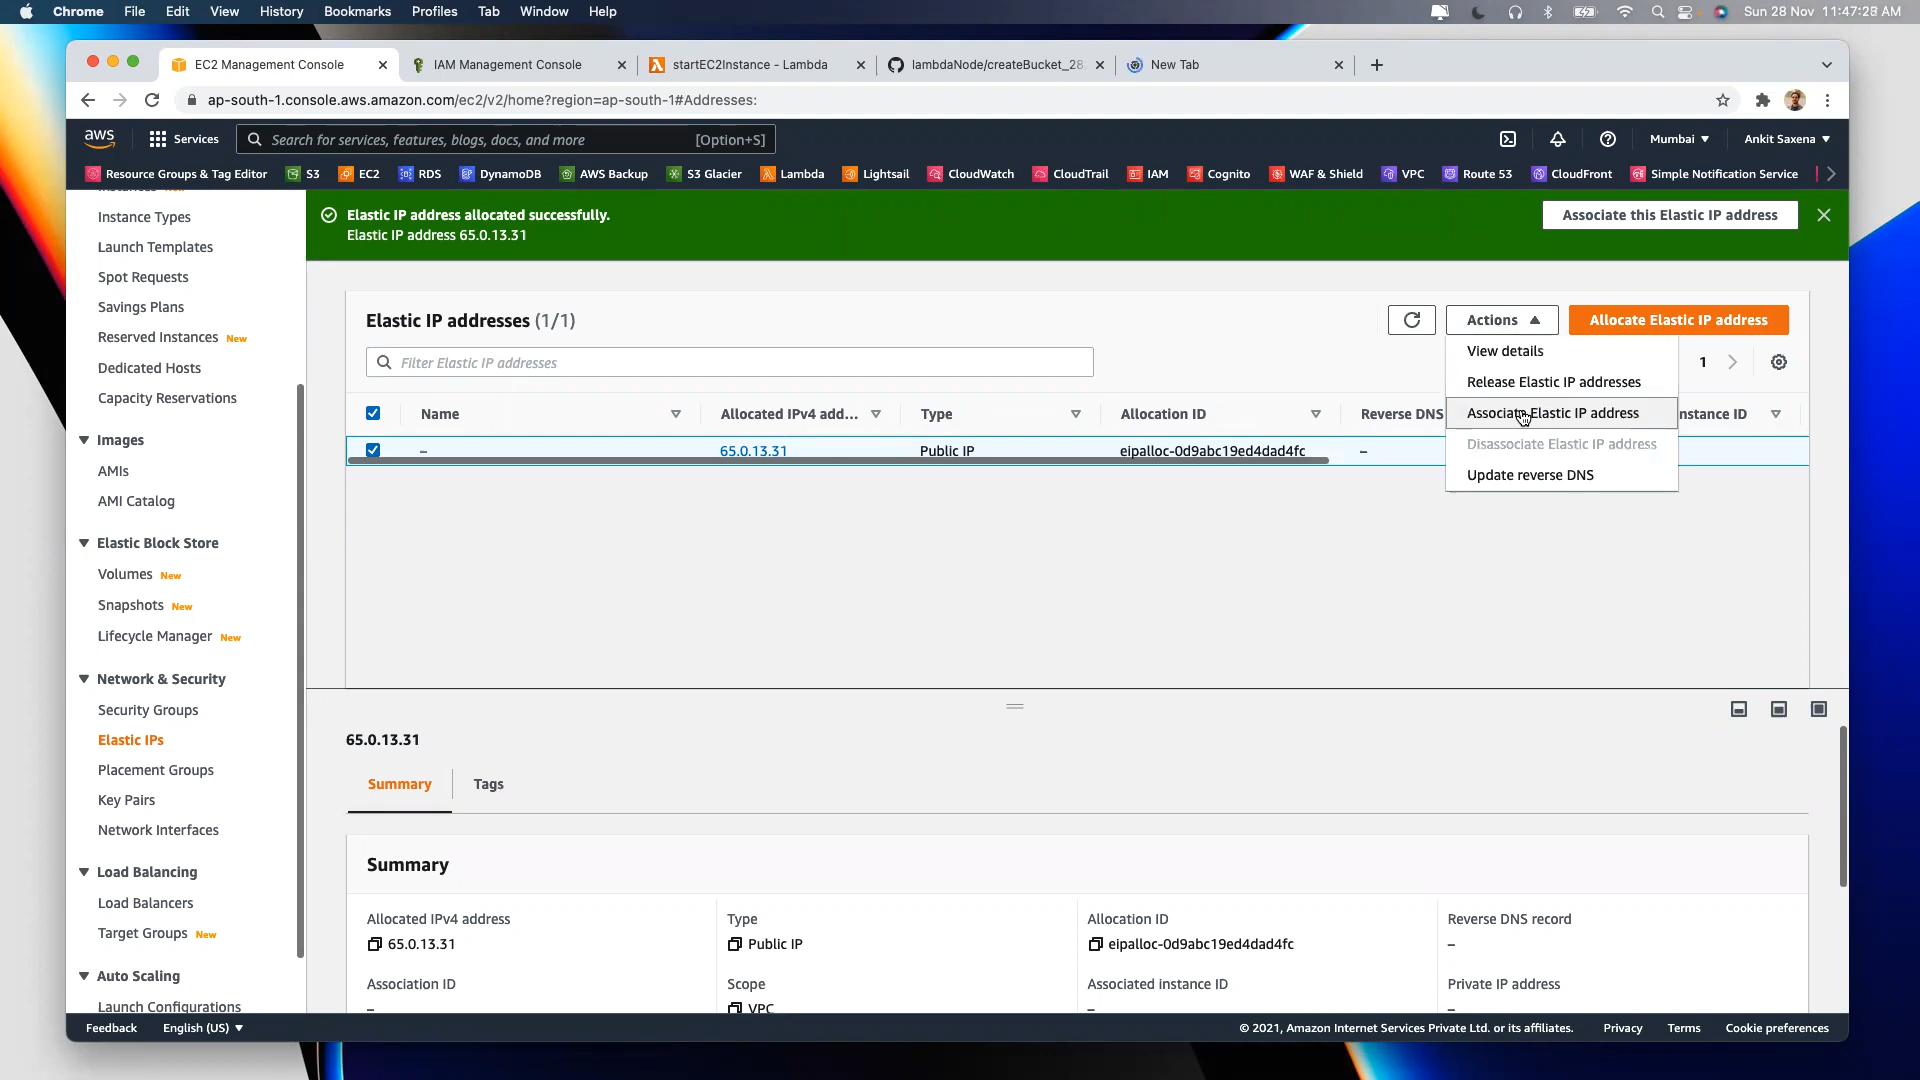 Chrome File Edit View History Bookmarks Profiles Tab Window Help Sun 28 Nov 11:47:28 AM
EC2 Management Console IAM Management Console startEC2Instance - Lambda lambdaNode/createBucket_28 New Tab
ap-south-1.console.aws.amazon.com/ec2/v2/home?region=ap-south-1#Addresses:
aws Services Search for services, features, blogs, docs, and more [Option+S] Mumbai Ankit Saxena
Resource Groups & Tag Editor S3 EC2 RDS DynamoDB AWS Backup S3 Glacier Lambda Lightsail CloudWatch CloudTrail IAM Cognito WAF & Shield VPC Route 53 CloudFront Simple Notification Service
Instance Types
Launch Templates
Spot Requests
Savings Plans
Reserved Instances New
Dedicated Hosts
Capacity Reservations
Images
AMIs
AMI Catalog
Elastic Block Store
Volumes New
Snapshots New
Lifecycle Manager New
Network & Security
Security Groups
Elastic IPs
Placement Groups
Key Pairs
Network Interfaces
Load Balancing
Load Balancers
Target Groups New
Auto Scaling
Launch Configurations
Elastic IP address allocated successfully.
Elastic IP address 65.0.13.31
Associate this Elastic IP address
Elastic IP addresses (1/1)
Actions Allocate Elastic IP address
Filter Elastic IP addresses
1
View details
Release Elastic IP addresses
Associate Elastic IP address
Disassociate Elastic IP address
Update reverse DNS
Name Allocated IPv4 add... Type Allocation ID Reverse DNS nstance ID
– 65.0.13.31 Public IP eipalloc-0d9abc19ed4dad4fc –
65.0.13.31
Summary Tags
Summary
Allocated IPv4 address Type Allocation ID Reverse DNS record
65.0.13.31 Public IP eipalloc-0d9abc19ed4dad4fc –
Association ID Scope Associated instance ID Private IP address
– VPC – –
Feedback English (US) © 2021, Amazon Internet Services Private Ltd. or its affiliates. Privacy Terms Cookie preferences